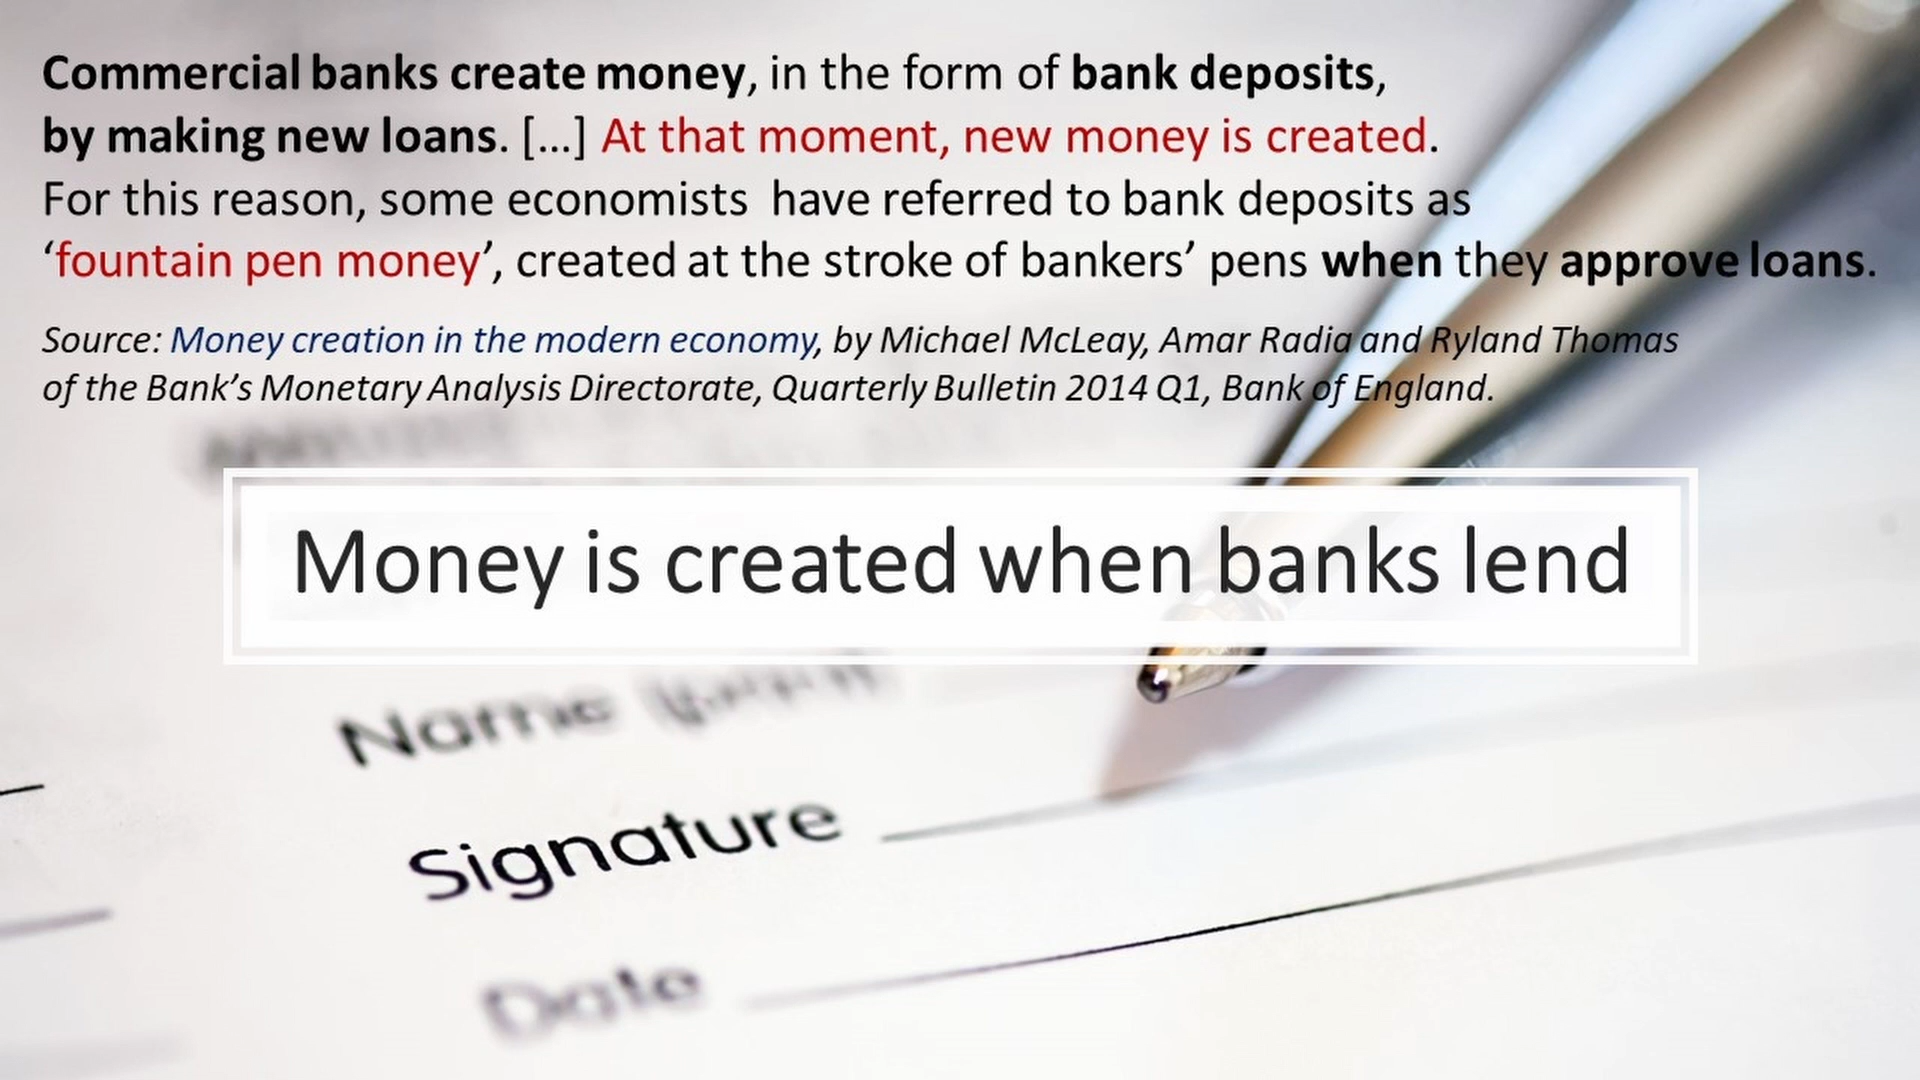 Commercial banks create money, in the form of bank deposits,
by making new loans. [...] At that moment, new money is created.
For this reason, some economists have referred to bank deposits as
‘fountain pen money’, created at the stroke of bankers’ pens when they approve loans.
Source: Money creation in the modern economy, by Michael McLeay, Amar Radia and Ryland Thomas
of the Bank’s Monetary Analysis Directorate, Quarterly Bulletin 2014 Q1, Bank of England.
Money is created when banks lend
Name (print)
Signature
Date